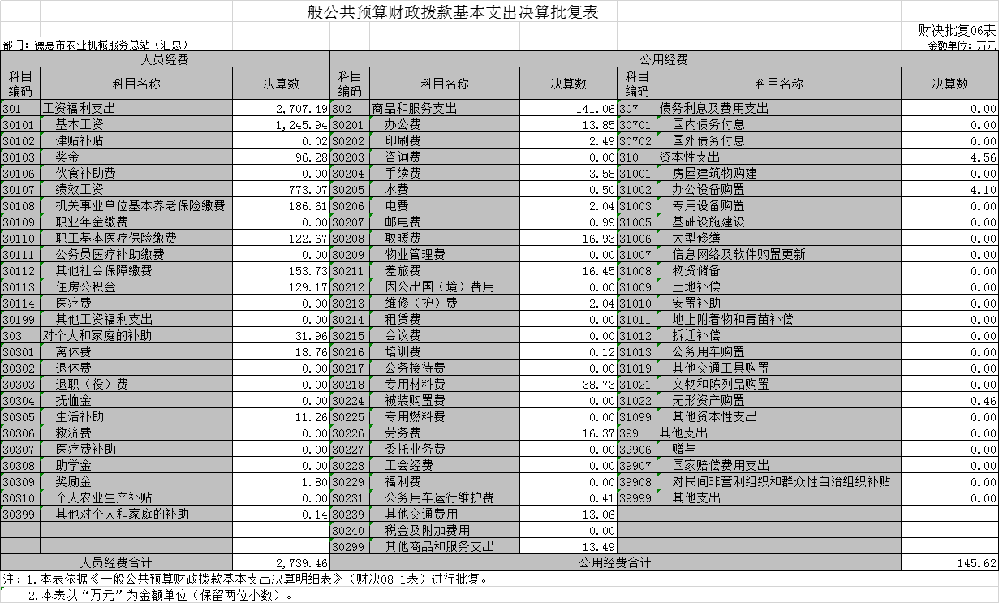 一般公共预算财政拨款基本支出决算批复表
财决批复06表
部门：德惠市农业机械服务总站（汇总） 金额单位：万元
人员经费 公用经费
科目编码 科目名称 决算数 科目编码 科目名称 决算数 科目编码 科目名称 决算数
301 工资福利支出 2,707.49 302 商品和服务支出 141.06 307 债务利息及费用支出 0.00
30101 基本工资 1,245.94 30201 办公费 13.85 30701 国内债务付息 0.00
30102 津贴补贴 0.02 30202 印刷费 2.49 30702 国外债务付息 0.00
30103 奖金 96.28 30203 咨询费 0.00 310 资本性支出 4.56
30106 伙食补助费 0.00 30204 手续费 3.58 31001 房屋建筑物购建 0.00
30107 绩效工资 773.07 30205 水费 0.50 31002 办公设备购置 4.10
30108 机关事业单位基本养老保险缴费 186.61 30206 电费 2.04 31003 专用设备购置 0.00
30109 职业年金缴费 0.00 30207 邮电费 0.99 31005 基础设施建设 0.00
30110 职工基本医疗保险缴费 122.67 30208 取暖费 16.93 31006 大型修缮 0.00
30111 公务员医疗补助缴费 0.00 30209 物业管理费 0.00 31007 信息网络及软件购置更新 0.00
30112 其他社会保障缴费 153.73 30211 差旅费 16.45 31008 物资储备 0.00
30113 住房公积金 129.17 30212 因公出国（境）费用 0.00 31009 土地补偿 0.00
30114 医疗费 0.00 30213 维修（护）费 2.04 31010 安置补助 0.00
30199 其他工资福利支出 0.00 30214 租赁费 0.00 31011 地上附着物和青苗补偿 0.00
303 对个人和家庭的补助 31.96 30215 会议费 0.00 31012 拆迁补偿 0.00
30301 离休费 18.76 30216 培训费 0.12 31013 公务用车购置 0.00
30302 退休费 0.00 30217 公务接待费 0.00 31019 其他交通工具购置 0.00
30303 退职（役）费 0.00 30218 专用材料费 38.73 31021 文物和陈列品购置 0.00
30304 抚恤金 0.00 30224 被装购置费 0.00 31022 无形资产购置 0.46
30305 生活补助 11.26 30225 专用燃料费 0.00 31099 其他资本性支出 0.00
30306 救济费 0.00 30226 劳务费 16.37 399 其他支出 0.00
30307 医疗费补助 0.00 30227 委托业务费 0.00 39906 赠与 0.00
30308 助学金 0.00 30228 工会经费 0.00 39907 国家赔偿费用支出 0.00
30309 奖励金 1.80 30229 福利费 0.00 39908 对民间非营利组织和群众性自治组织补贴 0.00
30310 个人农业生产补贴 0.00 30231 公务用车运行维护费 0.41 39999 其他支出 0.00
30399 其他对个人和家庭的补助 0.14 30239 其他交通费用 13.06
30240 税金及附加费用 0.00
30299 其他商品和服务支出 13.49
人员经费合计 2,739.46 公用经费合计 145.62
注：1.本表依据《一般公共预算财政拨款基本支出决算明细表》（财决08-1表）进行批复。
2.本表以“万元”为金额单位（保留两位小数）。